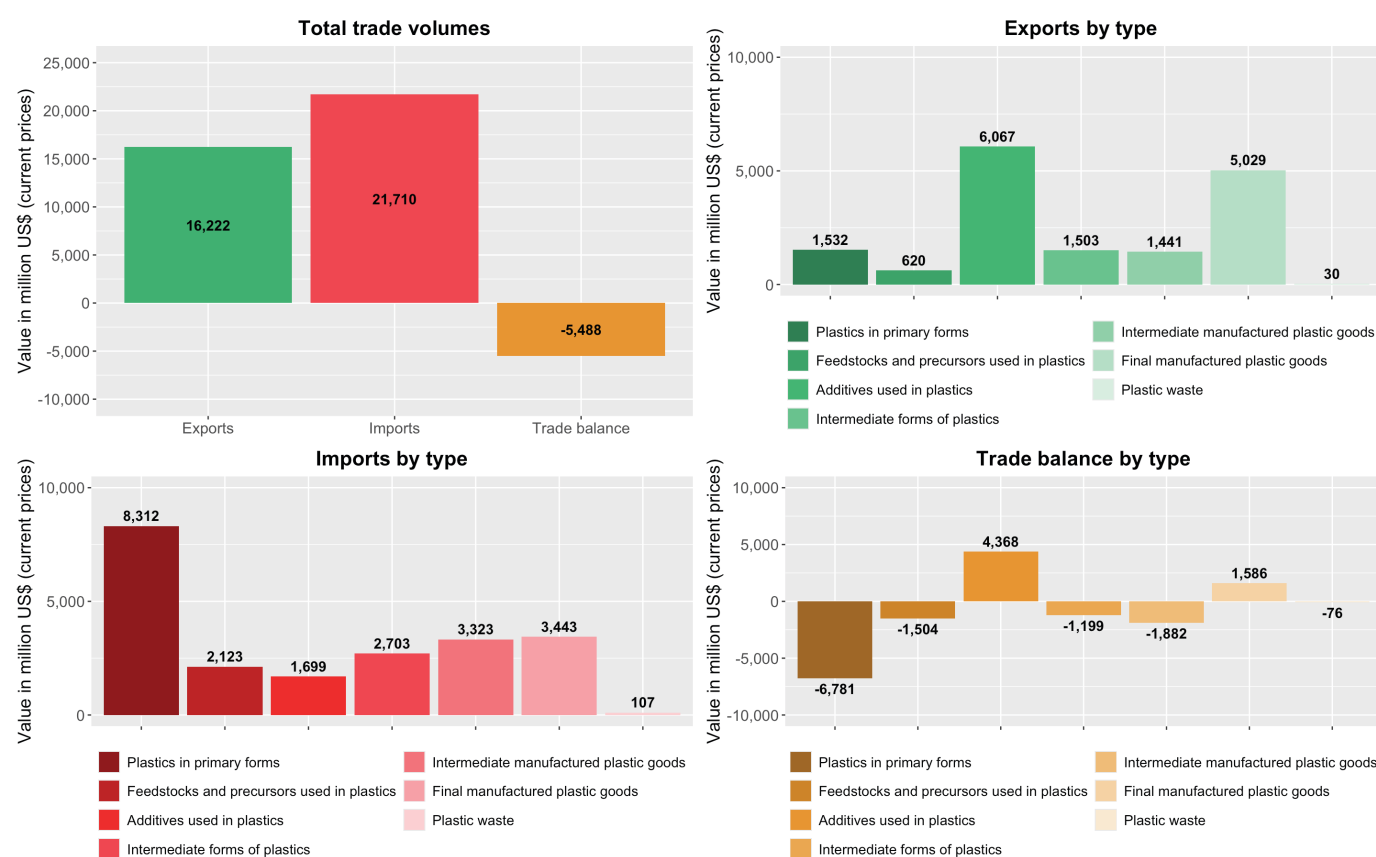 Total trade volumes
Value in million US$ (current prices)
25,000
20,000
15,000
10,000
5,000
0
-5,000
-10,000
16,222
21,710
-5,488
Exports
Imports
Trade balance
Exports by type
Value in million US$ (current prices)
10,000
5,000
0
1,532
620
6,067
1,503
1,441
5,029
30
Plastics in primary forms
Feedstocks and precursors used in plastics
Additives used in plastics
Intermediate forms of plastics
Intermediate manufactured plastic goods
Final manufactured plastic goods
Plastic waste
Imports by type
Value in million US$ (current prices)
10,000
5,000
0
8,312
2,123
1,699
2,703
3,323
3,443
107
Plastics in primary forms
Feedstocks and precursors used in plastics
Additives used in plastics
Intermediate forms of plastics
Intermediate manufactured plastic goods
Final manufactured plastic goods
Plastic waste
Trade balance by type
Value in million US$ (current prices)
10,000
5,000
0
-5,000
-10,000
-6,781
-1,504
4,368
-1,199
-1,882
1,586
-76
Plastics in primary forms
Feedstocks and precursors used in plastics
Additives used in plastics
Intermediate forms of plastics
Intermediate manufactured plastic goods
Final manufactured plastic goods
Plastic waste